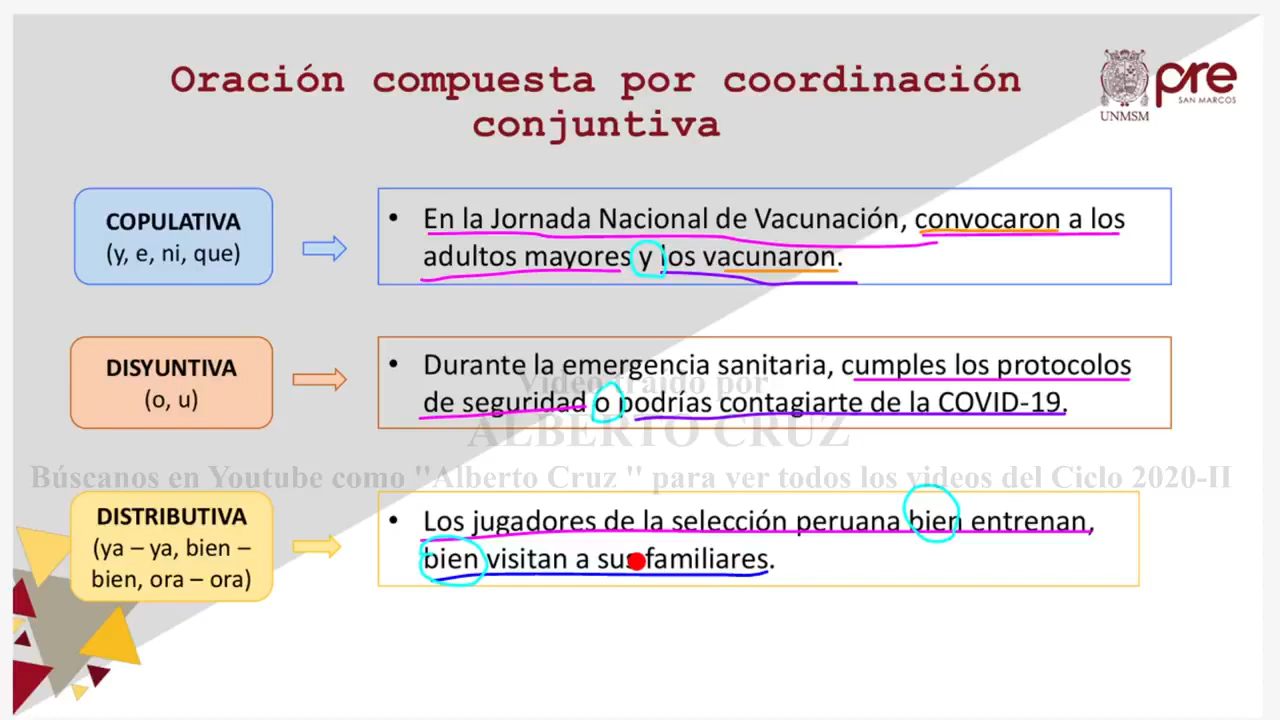 Oración compuesta por coordinación
conjuntiva
UNMSM
pre
SAN MARCOS
COPULATIVA
(y, e, ni, que)
• En la Jornada Nacional de Vacunación, convocaron a los
adultos mayores y los vacunaron.
DISYUNTIVA
(o, u)
• Durante la emergencia sanitaria, cumples los protocolos
de seguridad o podrías contagiarte de la COVID-19.
Video traido por
ALBERTO CRUZ
Búscanos en Youtube como "Alberto Cruz " para ver todos los videos del Ciclo 2020-II
DISTRIBUTIVA
(ya – ya, bien –
bien, ora – ora)
• Los jugadores de la selección peruana bien entrenan,
bien visitan a sus familiares.